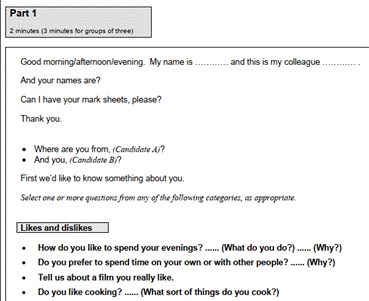 Part 1
2 minutes (3 minutes for groups of three)
Good morning/afternoon/evening. My name is ………… and this is my colleague ………… .
And your names are?
Can I have your mark sheets, please?
Thank you.
• Where are you from, (Candidate A)?
• And you, (Candidate B)?
First we'd like to know something about you.
Select one or more questions from any of the following categories, as appropriate.
Likes and dislikes
• How do you like to spend your evenings? ...... (What do you do?) ...... (Why?)
• Do you prefer to spend time on your own or with other people? ...... (Why?)
• Tell us about a film you really like.
• Do you like cooking? ...... (What sort of things do you cook?)